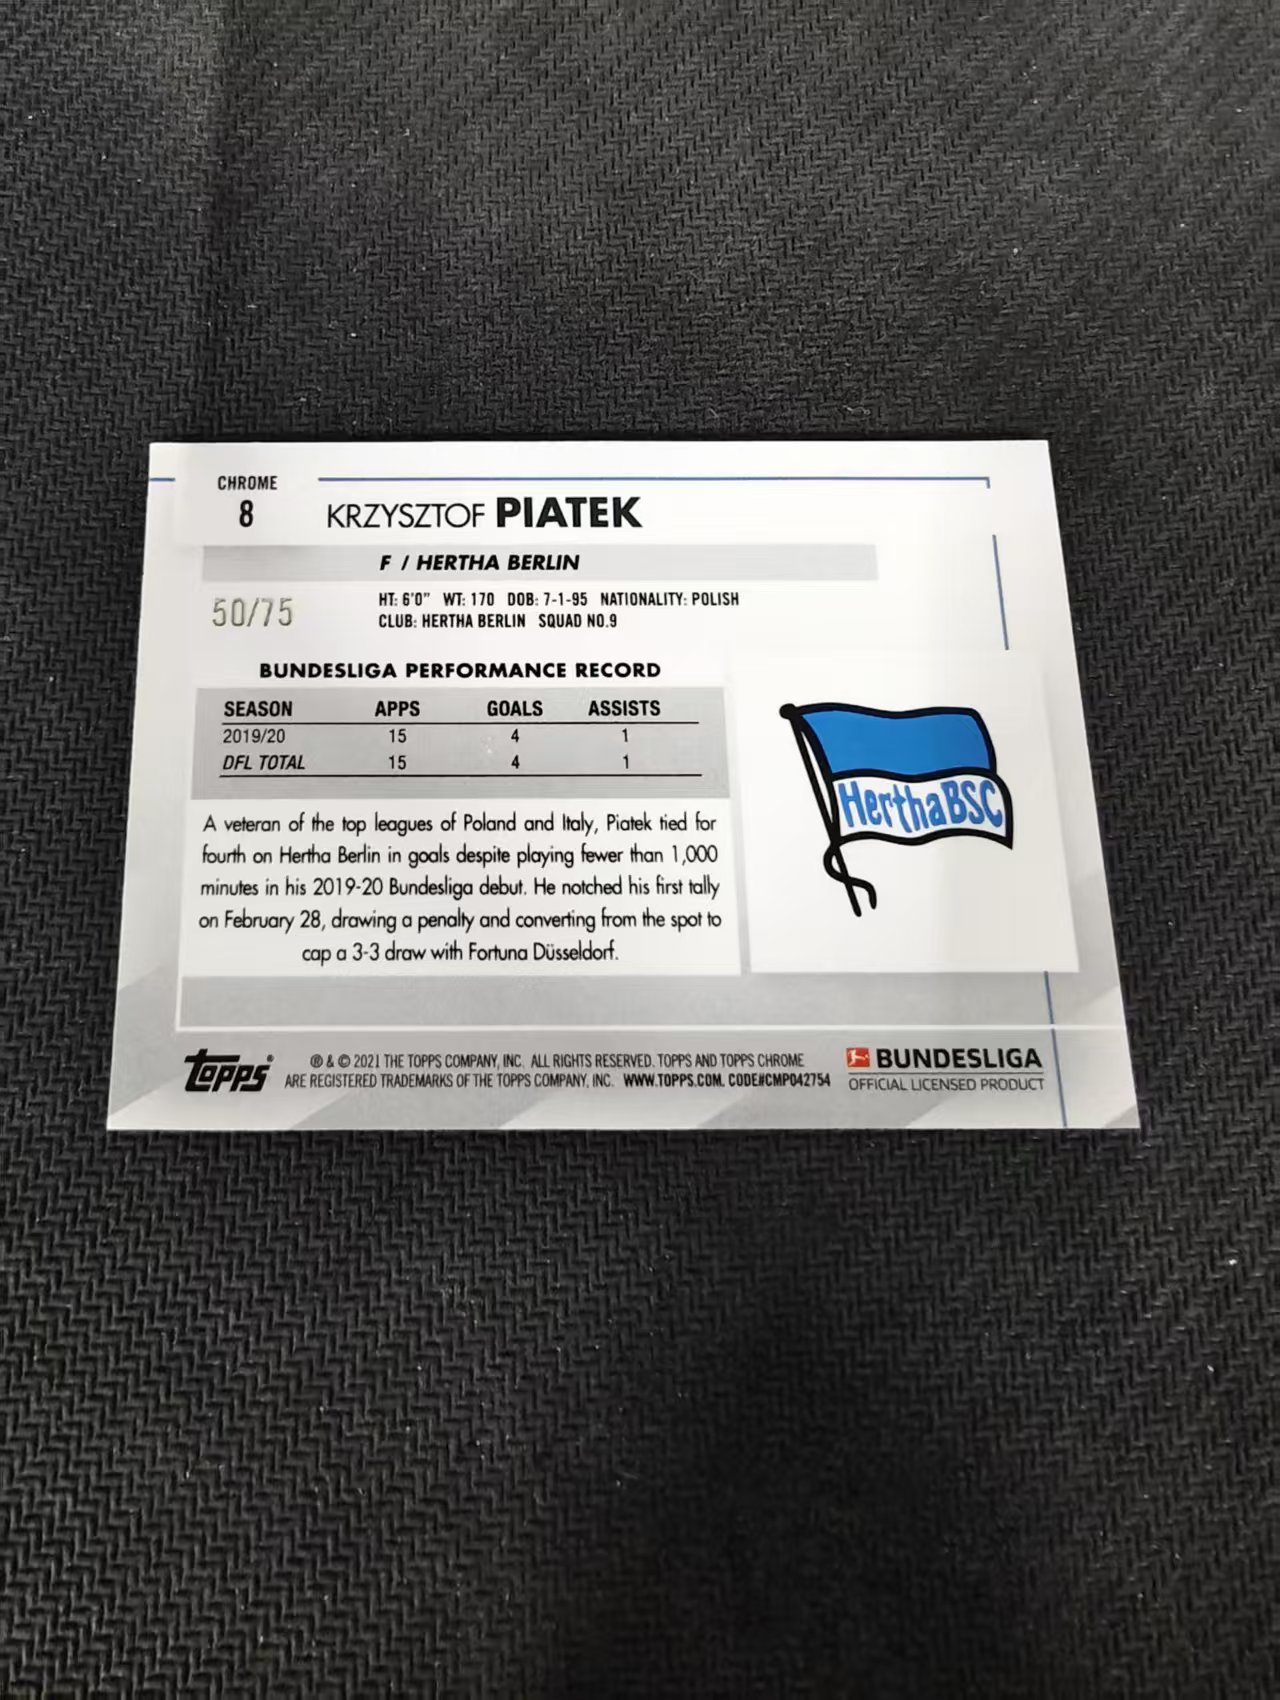 CHROME
8
KRZYSZTOF PIATEK
F / HERTHA BERLIN
50/75
HT: 6'0" WT: 170 DOB: 7-1-95 NATIONALITY: POLISH
CLUB: HERTHA BERLIN SQUAD NO.9
BUNDESLIGA PERFORMANCE RECORD
SEASON APPS GOALS ASSISTS
2019/20 15 4 1
DFL TOTAL 15 4 1
A veteran of the top leagues of Poland and Italy, Piatek tied for
fourth on Hertha Berlin in goals despite playing fewer than 1,000
minutes in his 2019-20 Bundesliga debut. He notched his first tally
on February 28, drawing a penalty and converting from the spot to
cap a 3-3 draw with Fortuna Düsseldorf.
HerthaBSC
Topps®
® & © 2021 THE TOPPS COMPANY, INC. ALL RIGHTS RESERVED. TOPPS AND TOPPS CHROME
ARE REGISTERED TRADEMARKS OF THE TOPPS COMPANY, INC. WWW.TOPPS.COM. CODE#CMP042754
BUNDESLIGA
OFFICIAL LICENSED PRODUCT